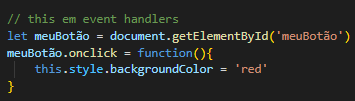 // this em event handlers
let meuBotão = document.getElementById('meuBotão')
meuBotão.onclick = function(){
    this.style.backgroundColor = 'red'
}